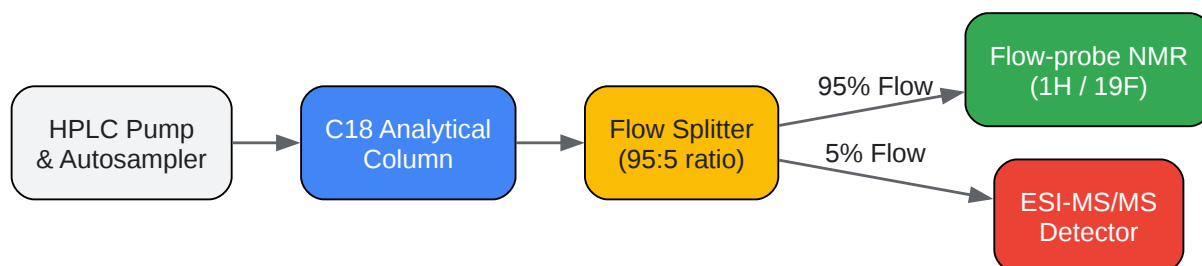 HPLC Pump
& Autosampler
C18 Analytical
Column
Flow Splitter
(95:5 ratio)
95% Flow
5% Flow
Flow-probe NMR
(1H / 19F)
ESI-MS/MS
Detector